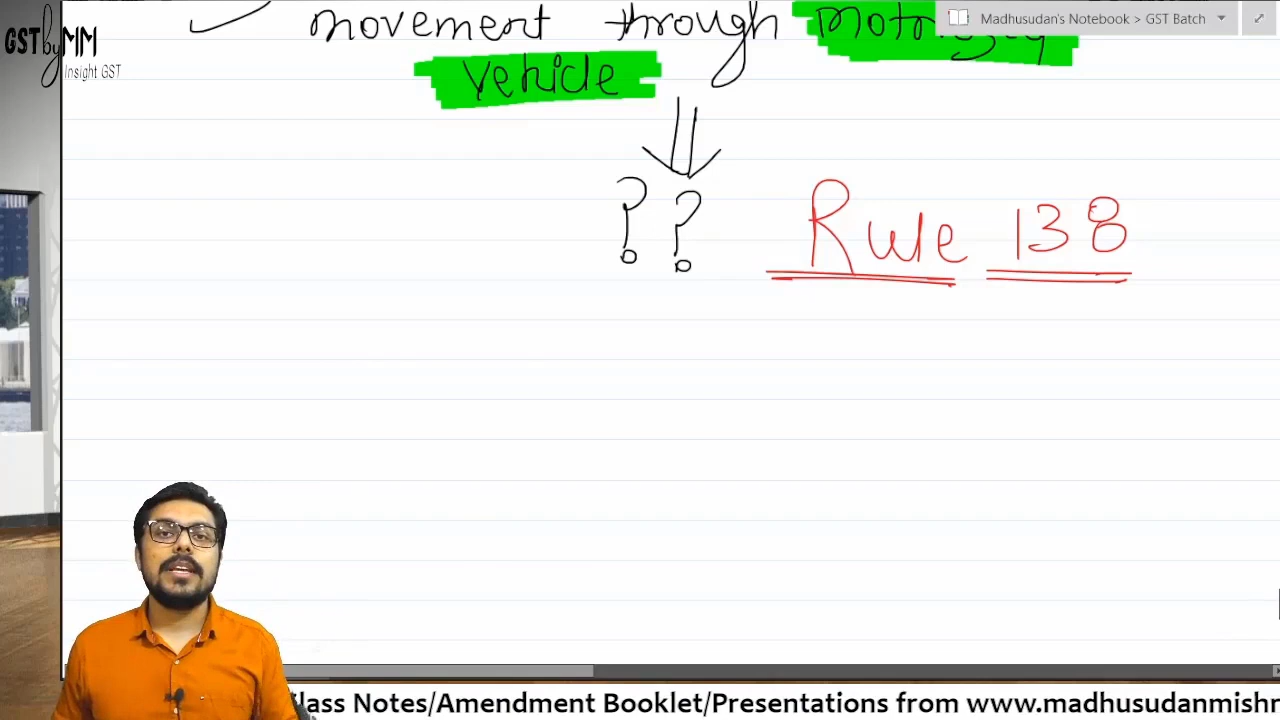 movement through
Madhusudan's Notebook > GST Batch
GST by MM
Insight GST
vehicle
? ?
Rule 138
Class Notes/Amendment Booklet/Presentations from www.madhusudanmishr